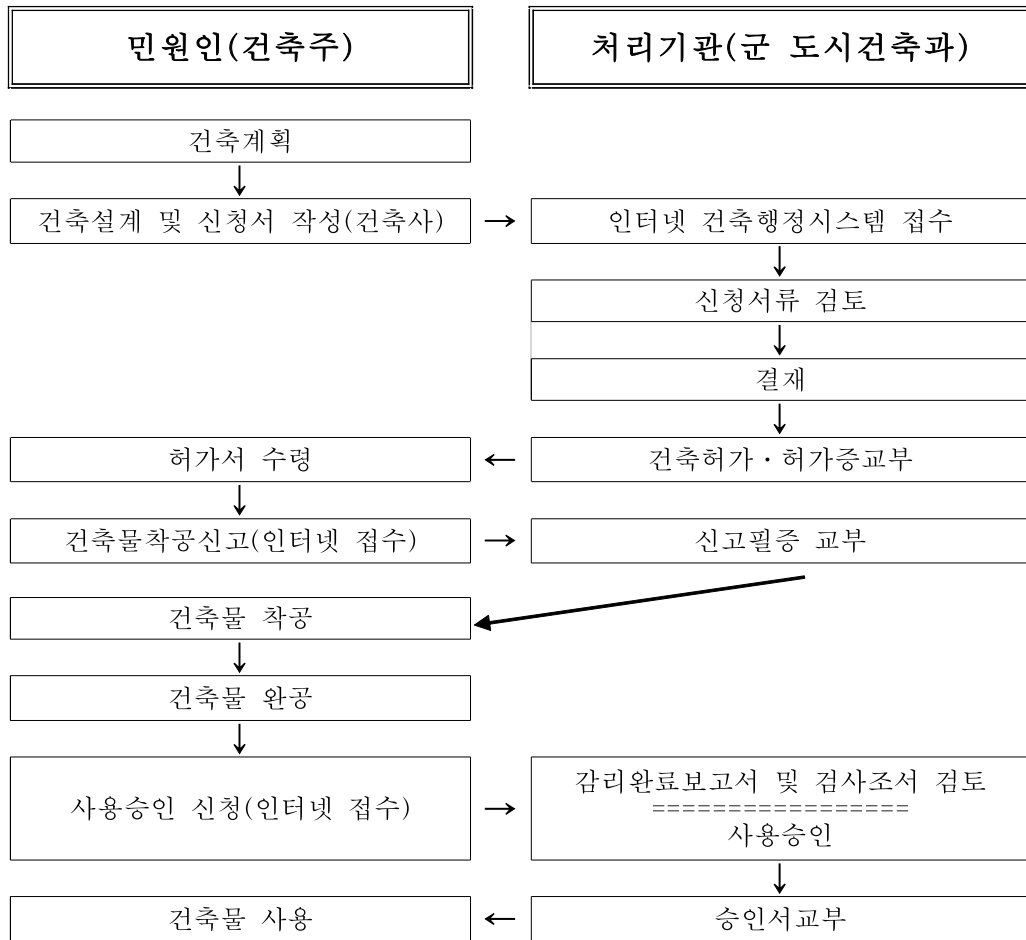 민원인(건축주)
처리기관(군 도시건축과)
건축계획
건축설계 및 신청서 작성(건축사)
→
인터넷 건축행정시스템 접수
신청서류 검토
결재
허가서 수령
←
건축허가·허가증교부
건축물착공신고(인터넷 접수)
→
신고필증 교부
건축물 착공
건축물 완공
사용승인 신청(인터넷 접수)
→
감리완료보고서 및 검사조서 검토
=================
사용승인
건축물 사용
←
승인서교부